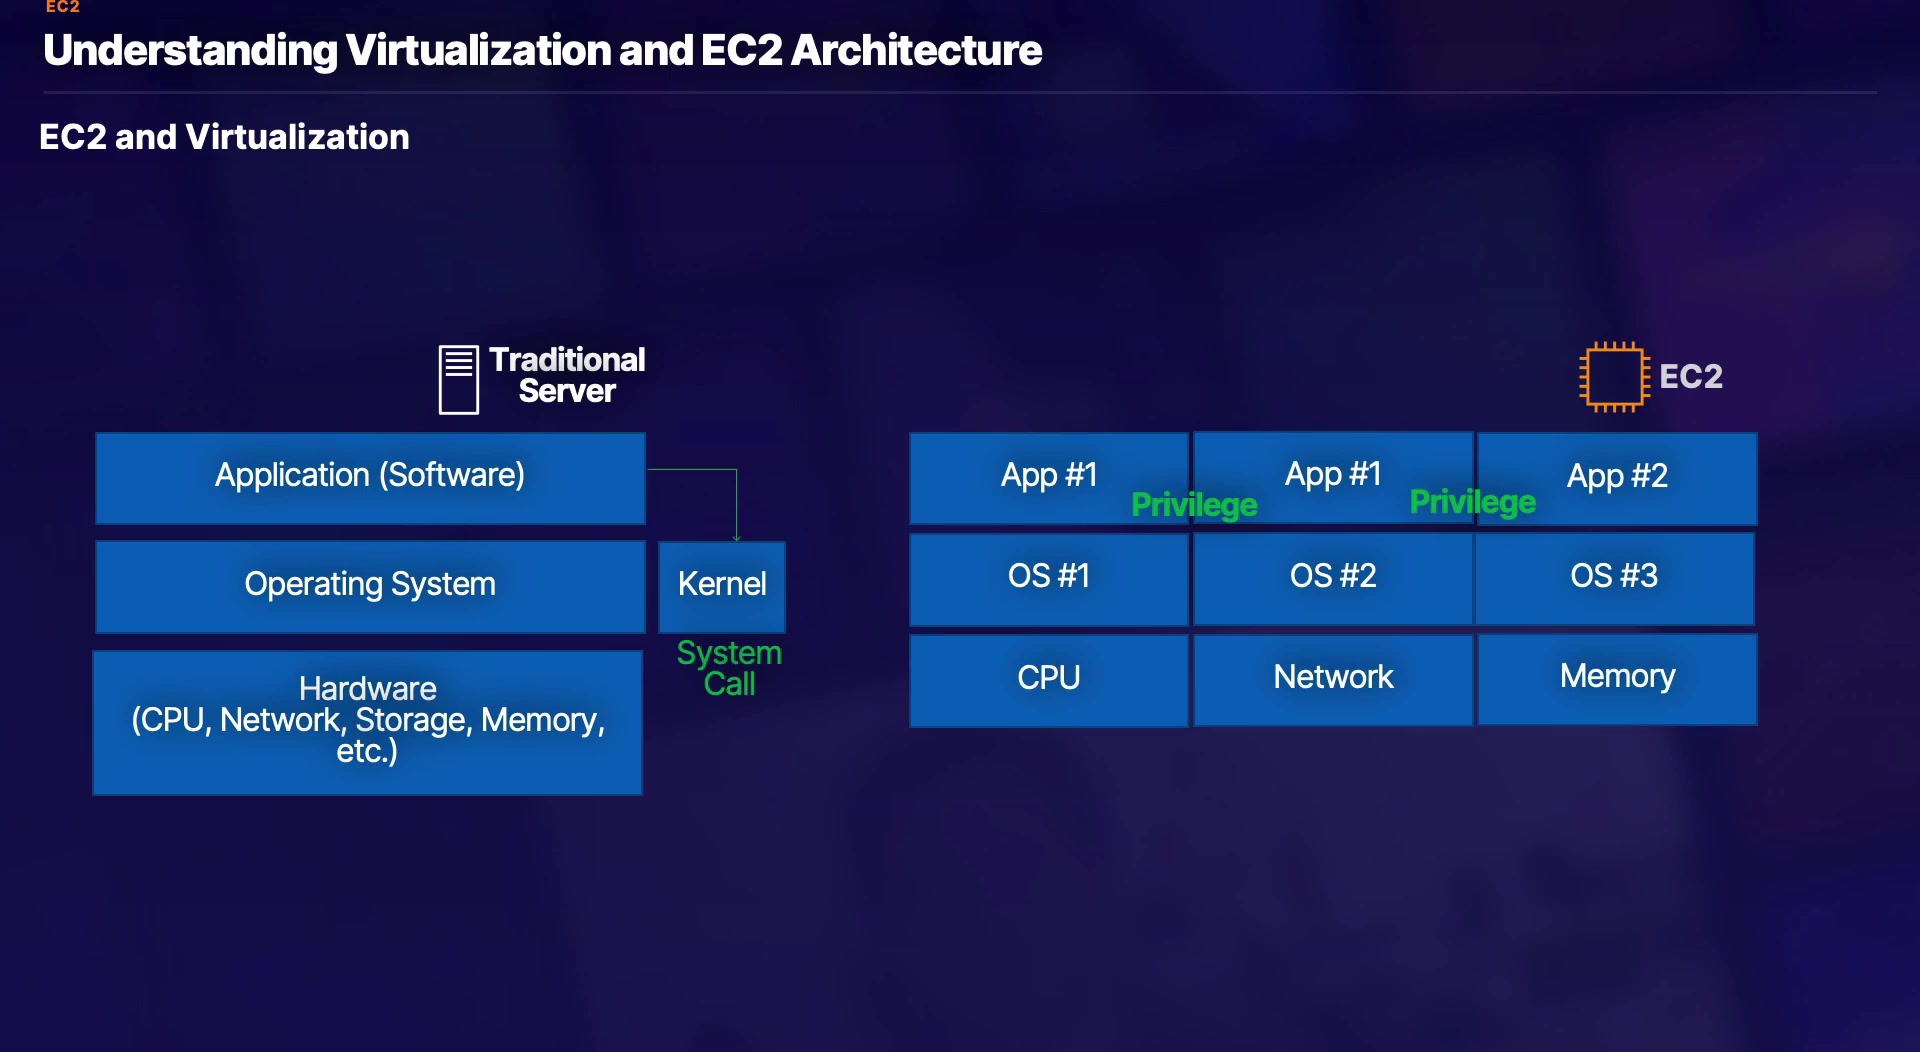 EC2
Understanding Virtualization and EC2 Architecture
EC2 and Virtualization
Traditional
Server
Application (Software)
Operating System
Kernel
System
Call
Hardware
(CPU, Network, Storage, Memory,
etc.)
EC2
App #1
App #1
App #2
Privilege
Privilege
OS #1
OS #2
OS #3
CPU
Network
Memory